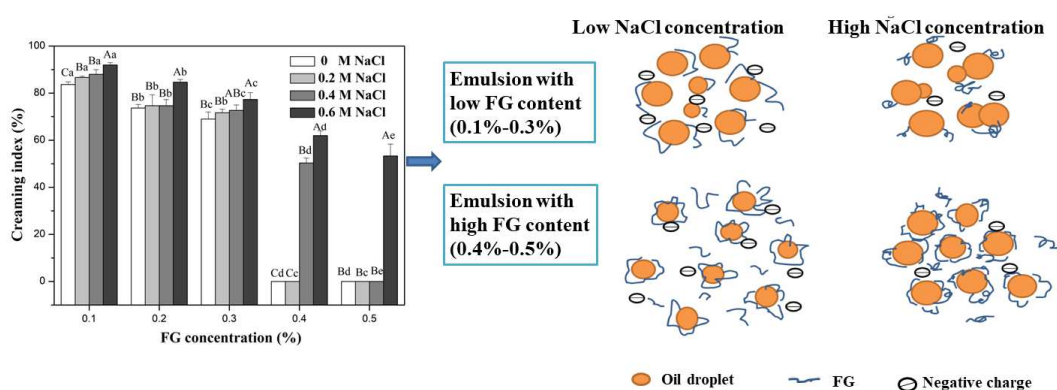 Low NaCl concentration
High NaCl concentration
100
80
60
40
20
0
Creaming index (%)
Ca Ba Ba Aa
Bb Bb Bb Ab
Bc Bb ABc Ac
Cd Cc Bd Ad
Bd Bc Be Ae
0 M NaCl
0.2 M NaCl
0.4 M NaCl
0.6 M NaCl
0.1 0.2 0.3 0.4 0.5
FG concentration (%)
Emulsion with
low FG content
(0.1%-0.3%)
Emulsion with
high FG content
(0.4%-0.5%)
Oil droplet
FG
Negative charge